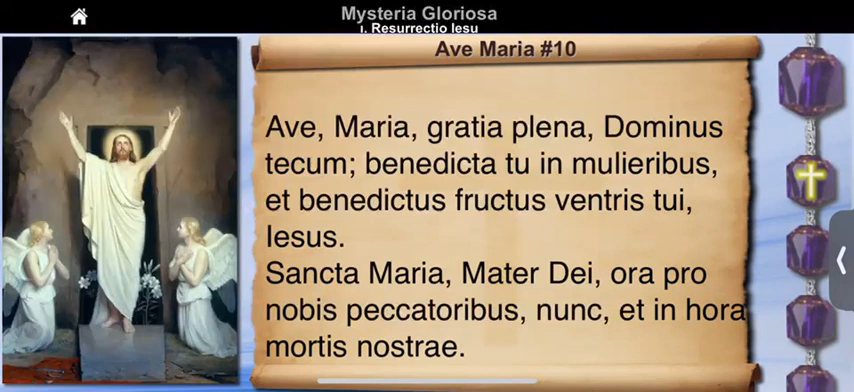 Mysteria Gloriosa
I. Resurrectio Iesu
Ave Maria #10
Ave, Maria, gratia plena, Dominus
tecum; benedicta tu in mulieribus,
et benedictus fructus ventris tui,
Iesus.
Sancta Maria, Mater Dei, ora pro
nobis peccatoribus, nunc, et in hora
mortis nostrae.